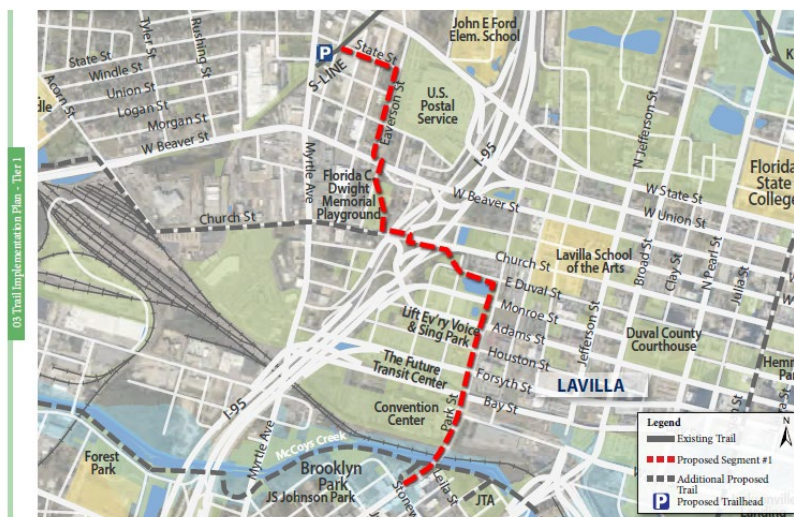 03 Trail Implementation Plan - Tier 1
State St
Tyler St
Rushing St
Windle St
Union St
Logan St
Morgan St
W Beaver St
Acorn St
P
State St
S-LINE
Eaverson St
John E Ford
Elem. School
U.S.
Postal
Service
I-95
Myrtle Ave
Florida C.
Dwight
Memorial
Playground
Church St
W Beaver St
N Jefferson St
W State St
W Union St
Florida
State
College
Church St
Lavilla School
of the Arts
Broad St
Clay St
N Pearl St
Julia St
E Duval St
Monroe St
Adams St
Lift Ev'ry Voice
& Sing Park
Houston St
Jefferson St
Duval County
Courthouse
The Future
Transit Center
Forsyth St
LAVILLA
Convention
Center
Park St
Bay St
I-95
Myrtle Ave
McCoys Creek
Forest
Park
Brooklyn
Park
JS Johnson Park
Lelia St
JTA
Legend
N
Existing Trail
Proposed Segment #1
Additional Proposed
Trail
P
Proposed Trailhead